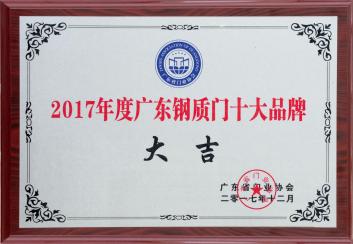 2017年度广东钢质门十大品牌
大吉
广东省门业协会
二零一七年十二月